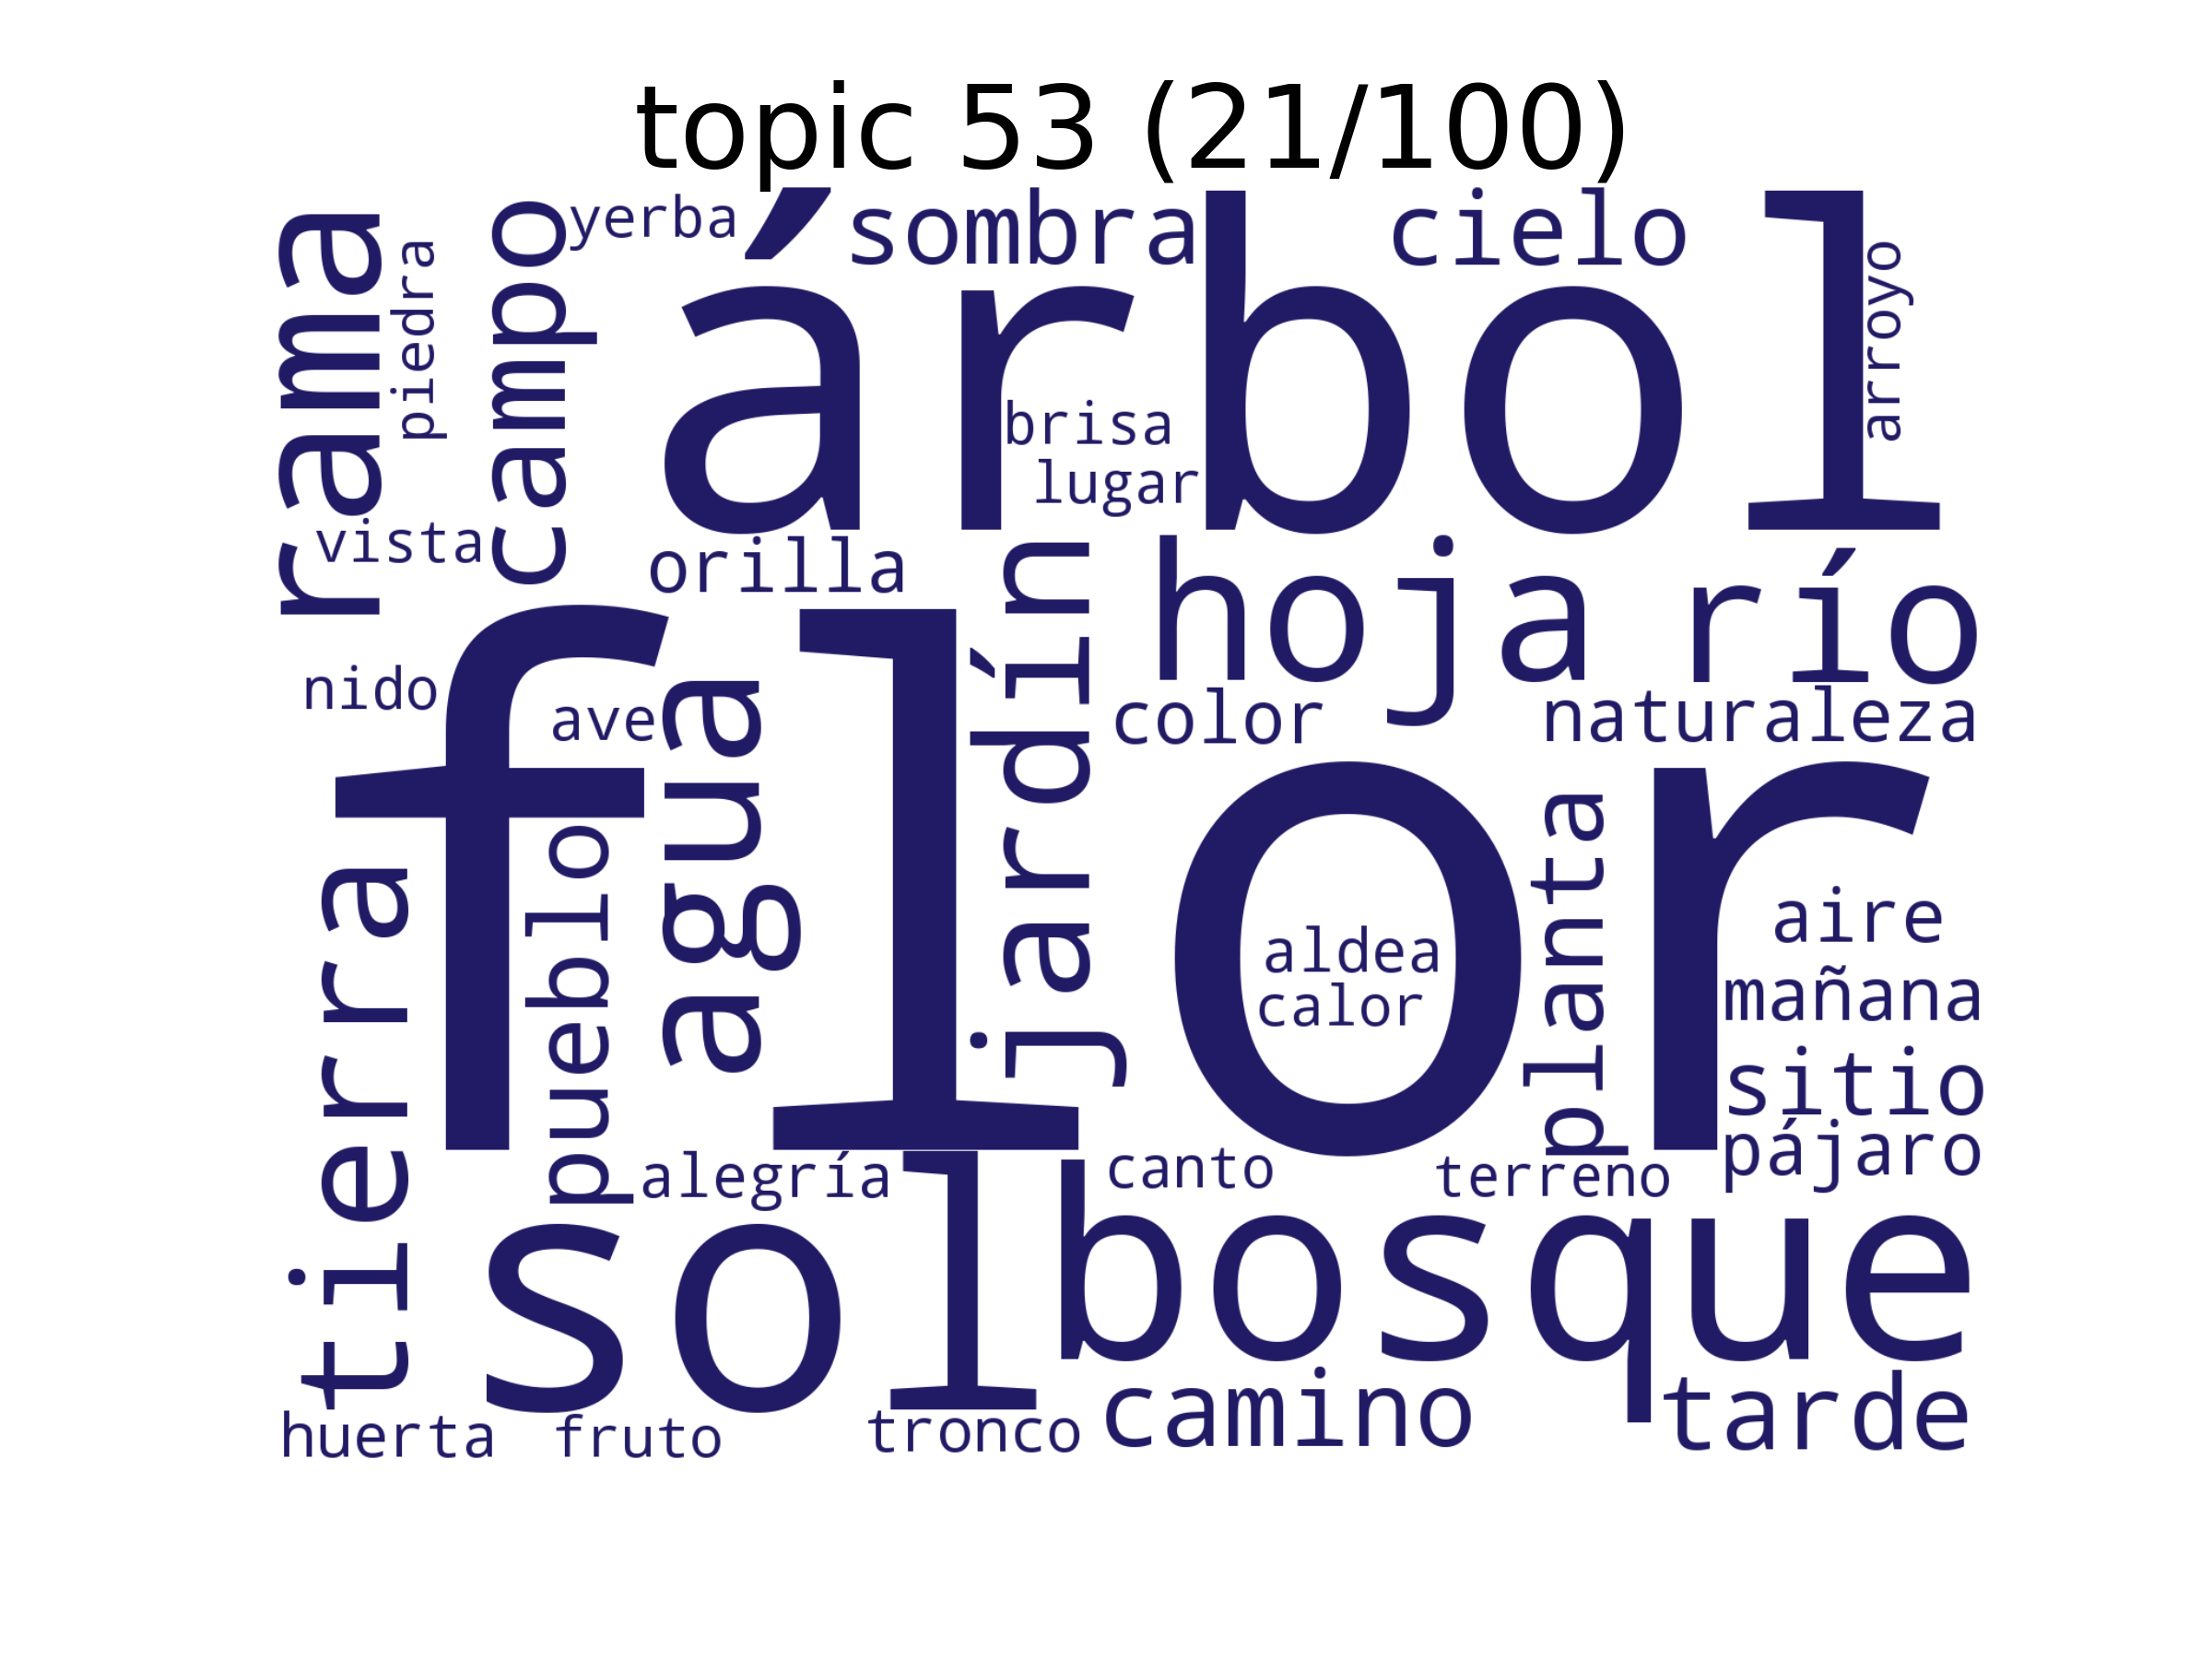 topic 53 (21/100)
yerba
sombra
cielo
rama
piedra
campo
árbol
arroyo
brisa
lugar
vista
orilla
jardín
hoja
río
nido
ave
agua
color
naturaleza
flor
tierra
pueblo
planta
aire
aldea
calor
mañana
sitio
pájaro
alegría
canto
terreno
sol
bosque
huerta
fruto
tronco
camino
tarde